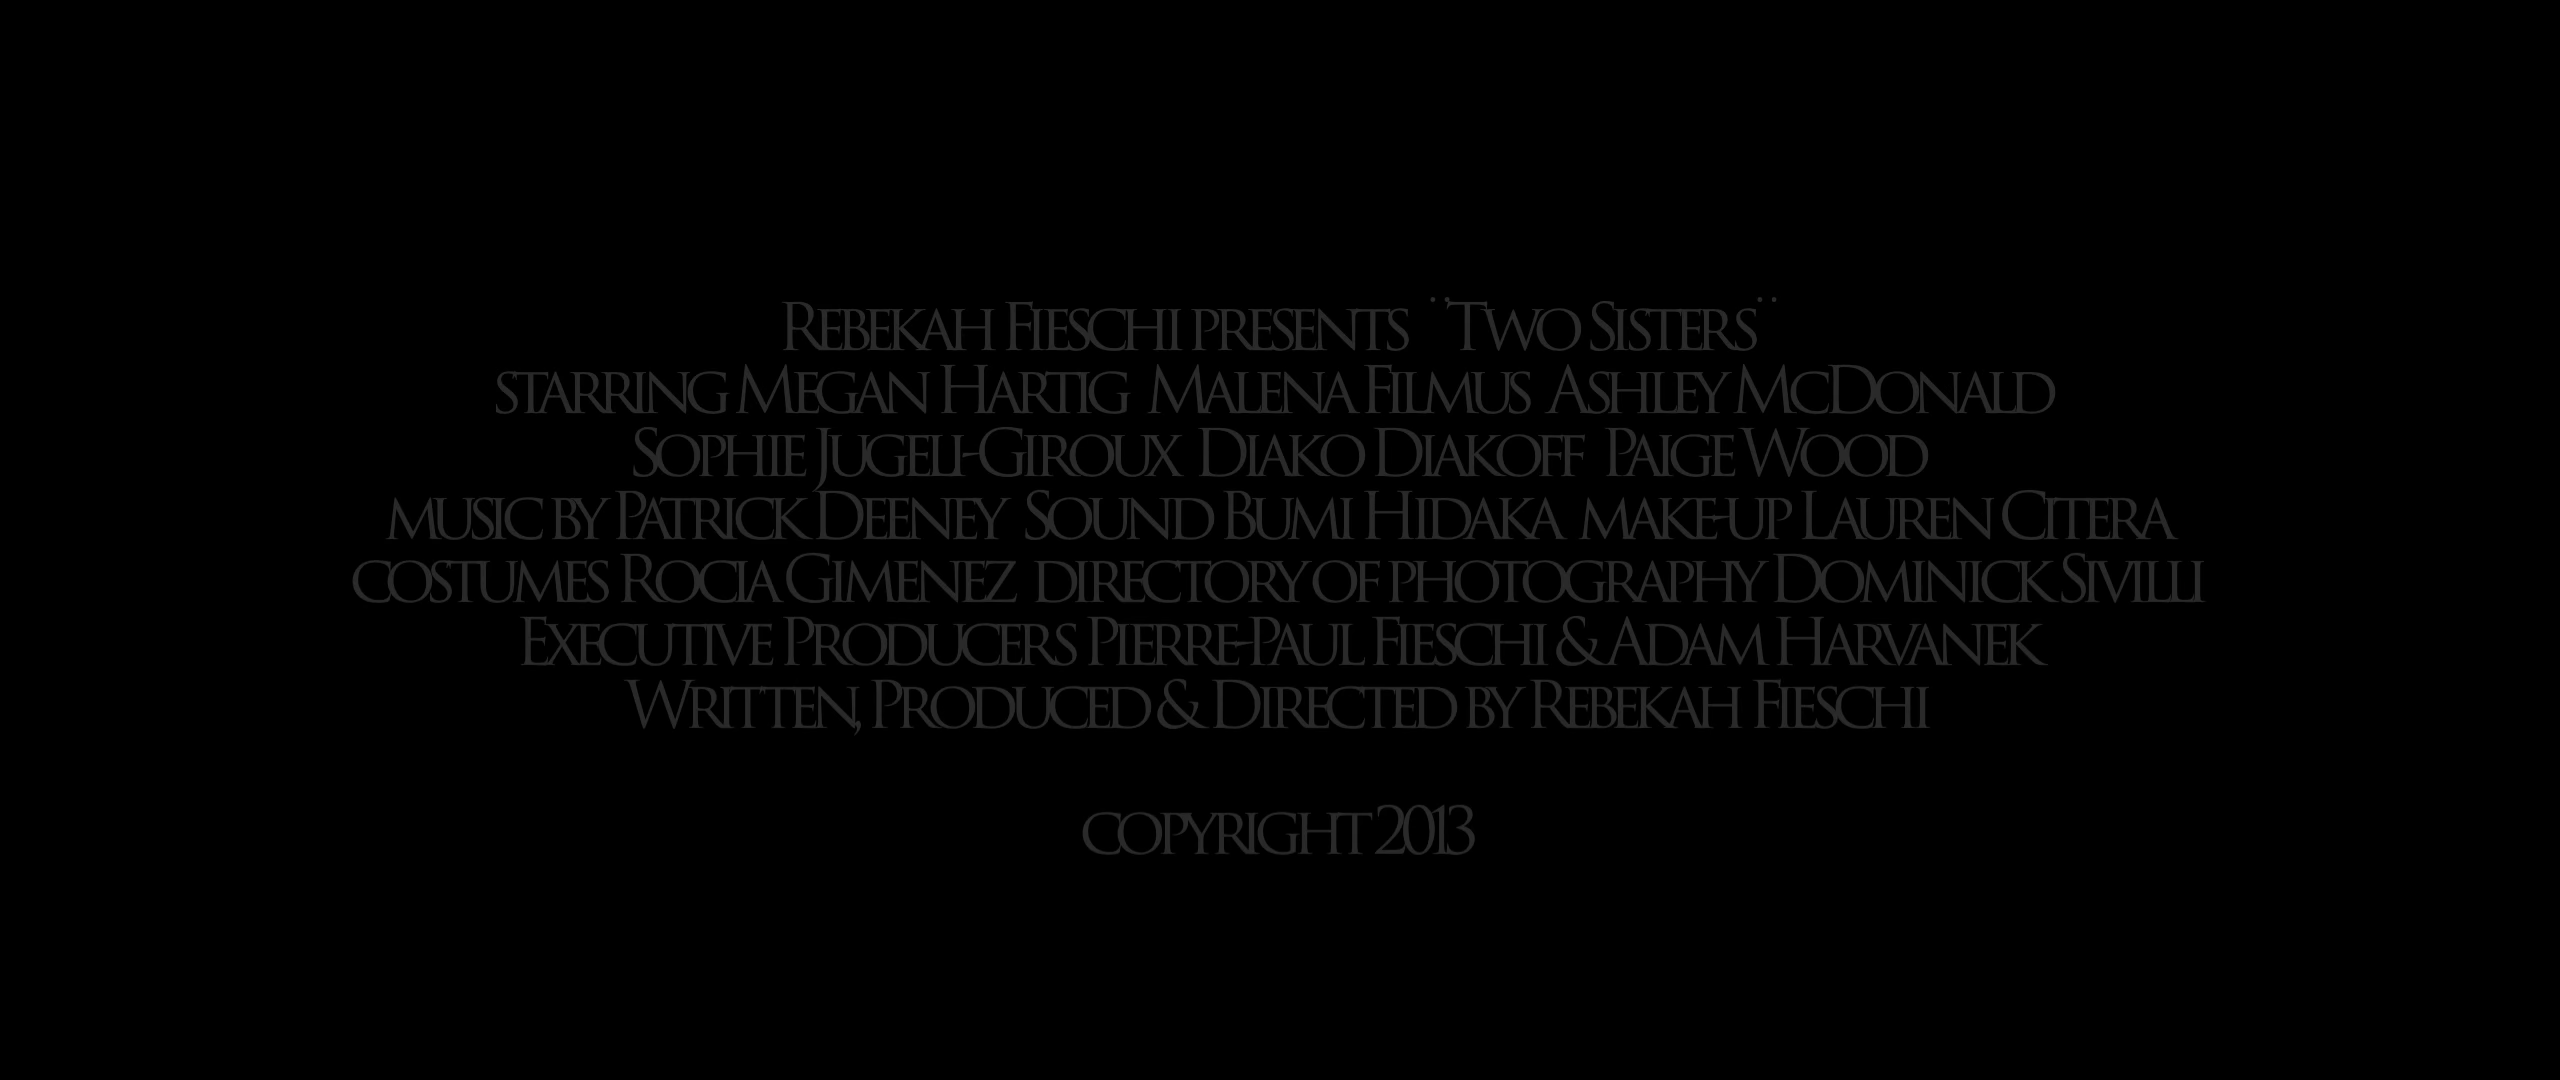 Rebekah Fieschi presents ¨Two Sisters¨
starring Megan Hartig Malena Filmus Ashley McDonald
Sophie Jugeli-Giroux Diako Diakoff Paige Wood
music by Patrick Deeney Sound Bumi Hidaka make-up Lauren Citera
costumes Rocia Gimenez directory of photography Dominick Sivilli
Executive Producers Pierre-Paul Fieschi & Adam Harvanek
Written, Produced & Directed by Rebekah Fieschi
copyright 2013